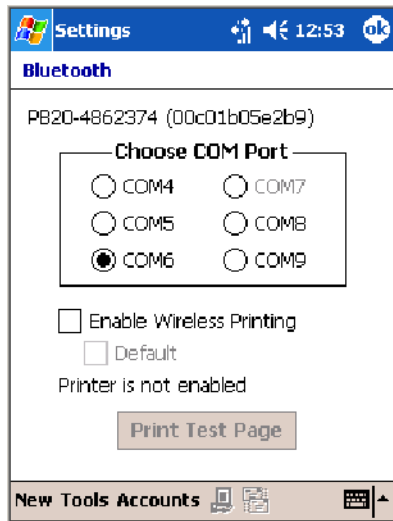 Settings 12:53 ok
Bluetooth
PB20-4862374 (00c01b05e2b9)
Choose COM Port
COM4 COM7
COM5 COM8
COM6 COM9
Enable Wireless Printing
Default
Printer is not enabled
Print Test Page
New Tools Accounts